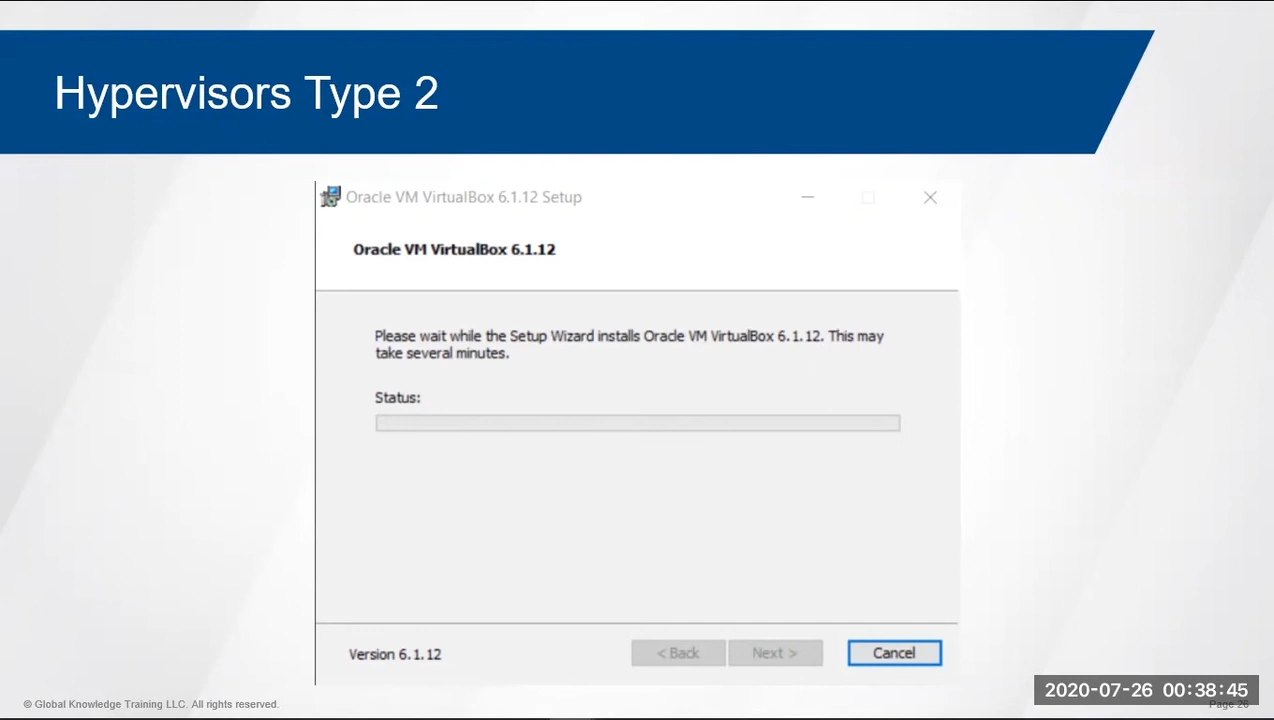 Hypervisors Type 2
Oracle VM VirtualBox 6.1.12 Setup
Oracle VM VirtualBox 6.1.12
Please wait while the Setup Wizard installs Oracle VM VirtualBox 6.1.12. This may
take several minutes.
Status:
Version 6.1.12
< Back
Next >
Cancel
2020-07-26 00:38:45
© Global Knowledge Training LLC. All rights reserved.
Page 26